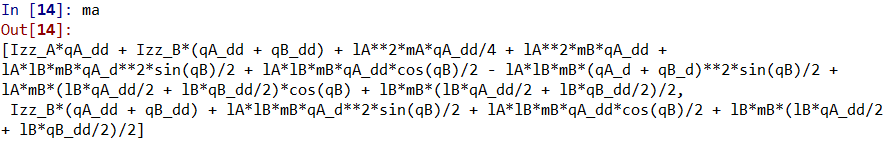 In [14]: ma
Out[14]:
[Izz_A*qA_dd + Izz_B*(qA_dd + qB_dd) + lA**2*mA*qA_dd/4 + lA**2*mB*qA_dd +
lA*lB*mB*qA_d**2*sin(qB)/2 + lA*lB*mB*qA_dd*cos(qB)/2 - lA*lB*mB*(qA_d + qB_d)**2*sin(qB)/2 +
lA*mB*(lB*qA_dd/2 + lB*qB_dd/2)*cos(qB) + lB*mB*(lB*qA_dd/2 + lB*qB_dd/2)/2,
 Izz_B*(qA_dd + qB_dd) + lA*lB*mB*qA_d**2*sin(qB)/2 + lA*lB*mB*qA_dd*cos(qB)/2 + lB*mB*(lB*qA_dd/2
+ lB*qB_dd/2)/2]